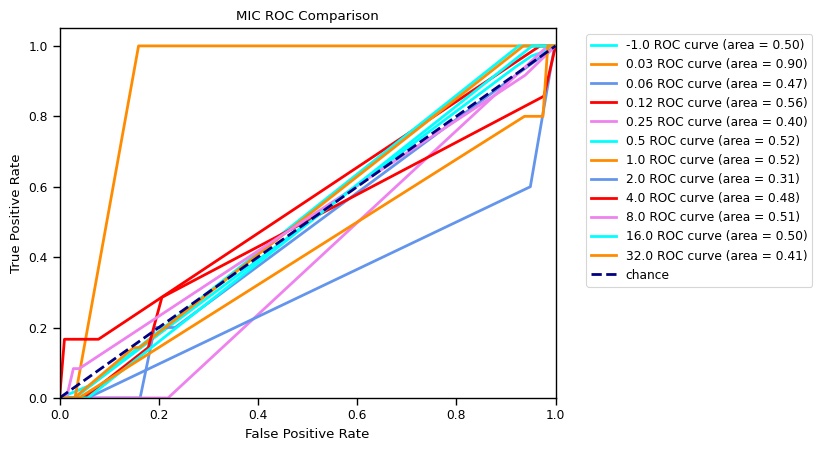 MIC ROC Comparison
True Positive Rate
1.0
0.8
0.6
0.4
0.2
0.0
0.0 0.2 0.4 0.6 0.8 1.0
False Positive Rate
-1.0 ROC curve (area = 0.50)
0.03 ROC curve (area = 0.90)
0.06 ROC curve (area = 0.47)
0.12 ROC curve (area = 0.56)
0.25 ROC curve (area = 0.40)
0.5 ROC curve (area = 0.52)
1.0 ROC curve (area = 0.52)
2.0 ROC curve (area = 0.31)
4.0 ROC curve (area = 0.48)
8.0 ROC curve (area = 0.51)
16.0 ROC curve (area = 0.50)
32.0 ROC curve (area = 0.41)
chance